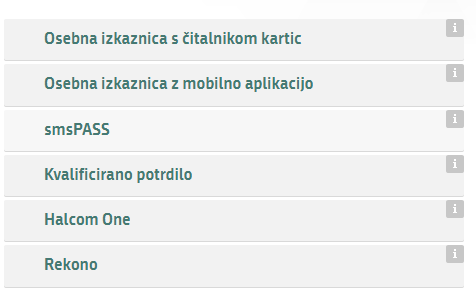 Osebna izkaznica s čitalnikom kartic
Osebna izkaznica z mobilno aplikacijo
smsPASS
Kvalificirano potrdilo
Halcom One
Rekono